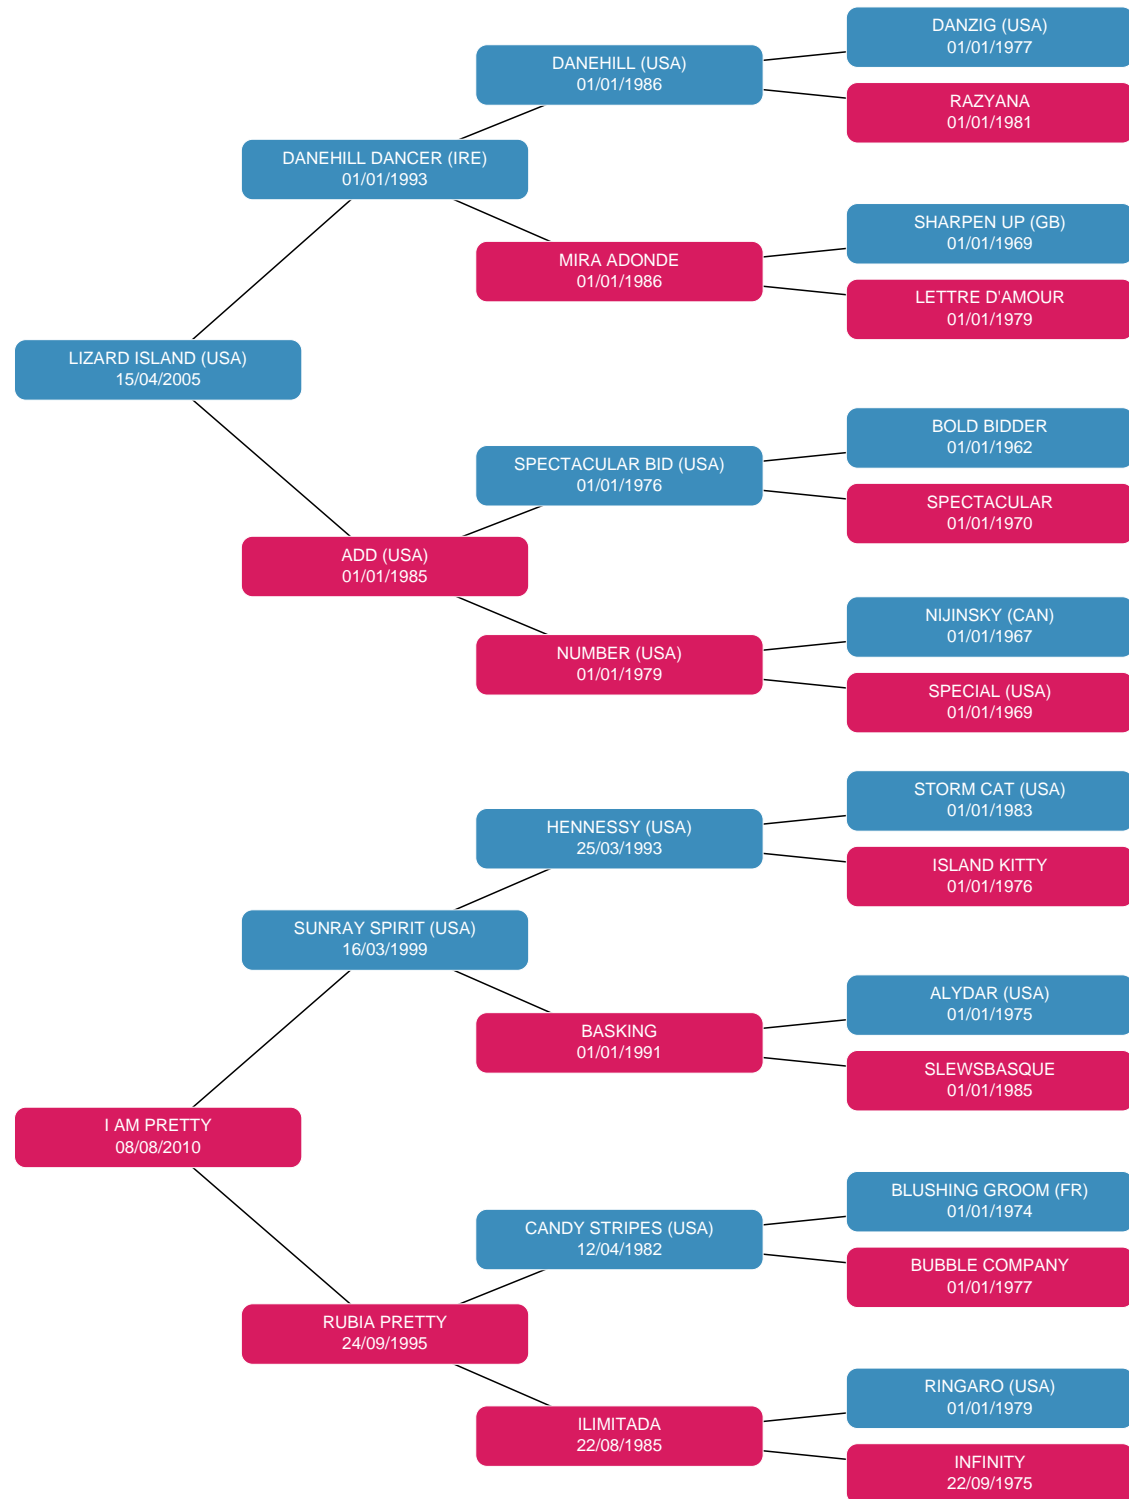 DANZIG (USA)
01/01/1977
DANEHILL (USA)
01/01/1986
RAZYANA
01/01/1981
DANEHILL DANCER (IRE)
01/01/1993
SHARPEN UP (GB)
01/01/1969
MIRA ADONDE
01/01/1986
LETTRE D'AMOUR
01/01/1979
LIZARD ISLAND (USA)
15/04/2005
BOLD BIDDER
01/01/1962
SPECTACULAR BID (USA)
01/01/1976
SPECTACULAR
01/01/1970
ADD (USA)
01/01/1985
NIJINSKY (CAN)
01/01/1967
NUMBER (USA)
01/01/1979
SPECIAL (USA)
01/01/1969
STORM CAT (USA)
01/01/1983
HENNESSY (USA)
25/03/1993
ISLAND KITTY
01/01/1976
SUNRAY SPIRIT (USA)
16/03/1999
ALYDAR (USA)
01/01/1975
BASKING
01/01/1991
SLEWSBASQUE
01/01/1985
I AM PRETTY
08/08/2010
BLUSHING GROOM (FR)
01/01/1974
CANDY STRIPES (USA)
12/04/1982
BUBBLE COMPANY
01/01/1977
RUBIA PRETTY
24/09/1995
RINGARO (USA)
01/01/1979
ILIMITADA
22/08/1985
INFINITY
22/09/1975